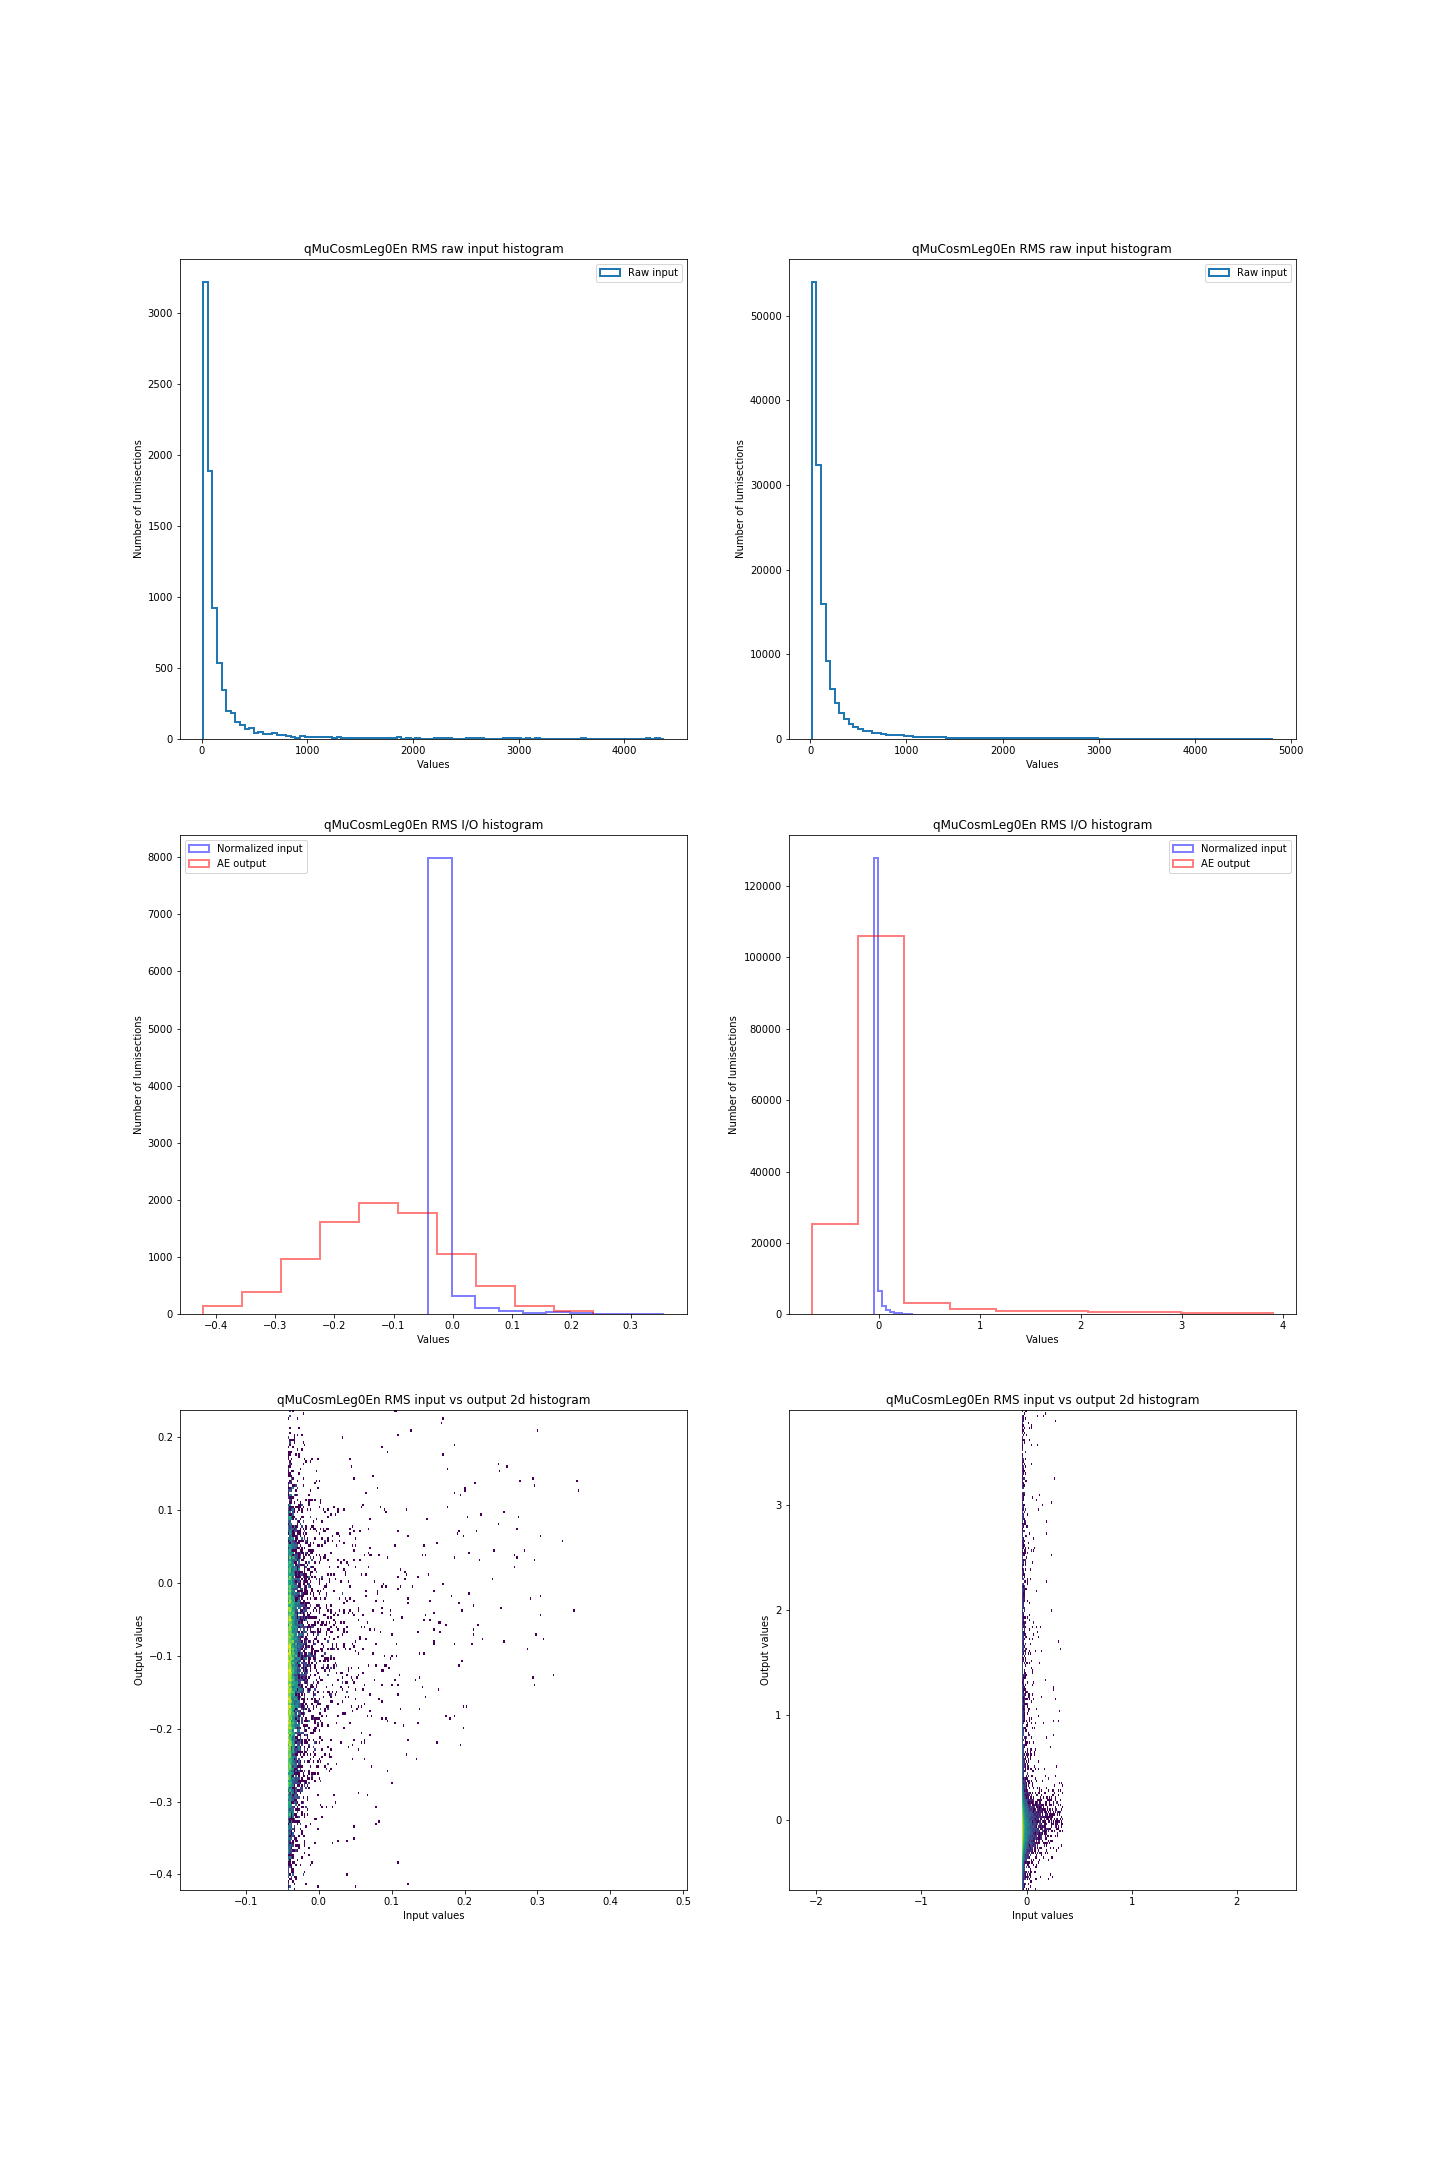 qMuCosmLeg0En RMS raw input histogram
Raw input
3000
2500
2000
1500
1000
500
0
Number of lumisections
0 1000 2000 3000 4000
Values
qMuCosmLeg0En RMS raw input histogram
Raw input
50000
40000
30000
20000
10000
0
Number of lumisections
0 1000 2000 3000 4000 5000
Values
qMuCosmLeg0En RMS I/O histogram
Normalized input
AE output
8000
7000
6000
5000
4000
3000
2000
1000
0
Number of lumisections
−0.4 −0.3 −0.2 −0.1 0.0 0.1 0.2 0.3
Values
qMuCosmLeg0En RMS I/O histogram
Normalized input
AE output
120000
100000
80000
60000
40000
20000
0
Number of lumisections
0 1 2 3 4
Values
qMuCosmLeg0En RMS input vs output 2d histogram
0.2
0.1
0.0
−0.1
−0.2
−0.3
−0.4
Output values
−0.1 0.0 0.1 0.2 0.3 0.4 0.5
Input values
qMuCosmLeg0En RMS input vs output 2d histogram
3
2
1
0
Output values
−2 −1 0 1 2
Input values